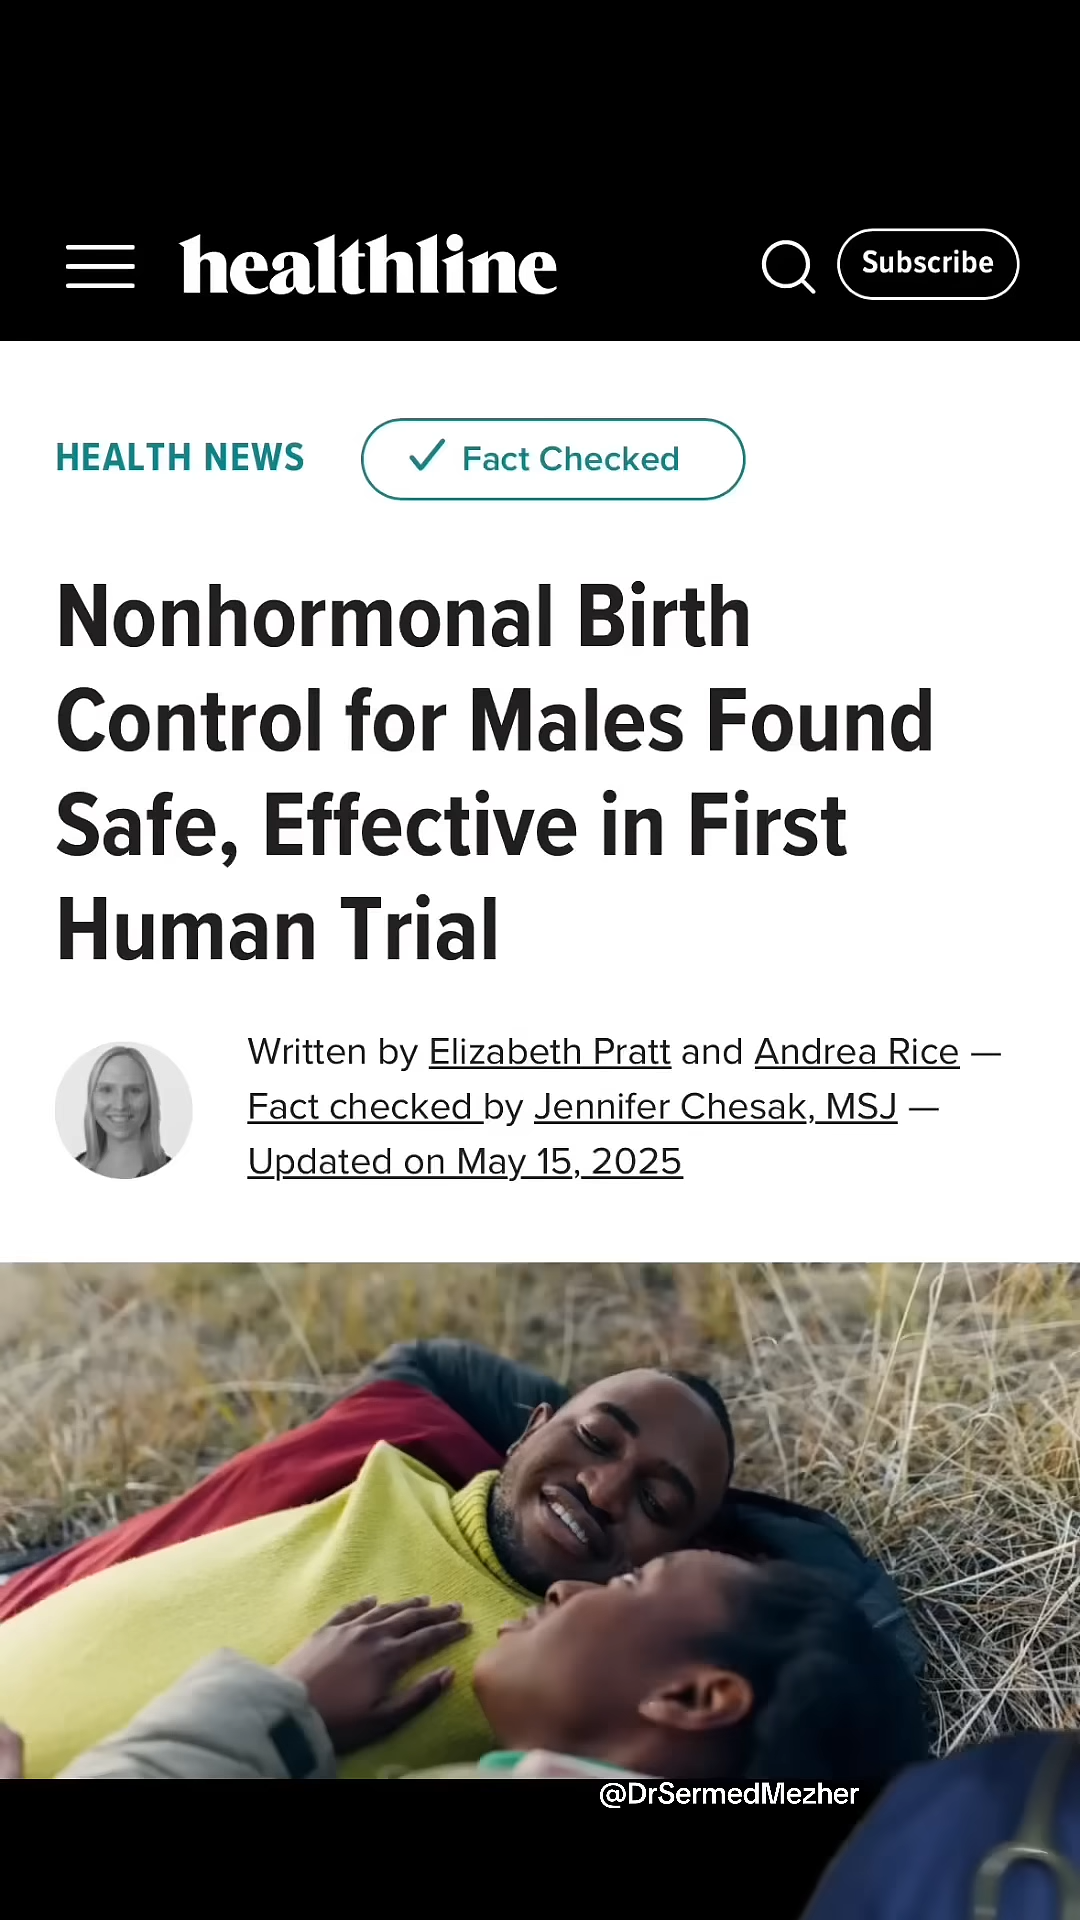 healthline
Subscribe
HEALTH NEWS
Fact Checked
Nonhormonal Birth
Control for Males Found
Safe, Effective in First
Human Trial
Written by Elizabeth Pratt and Andrea Rice —
Fact checked by Jennifer Chesak, MSJ —
Updated on May 15, 2025
@DrSermedMezher